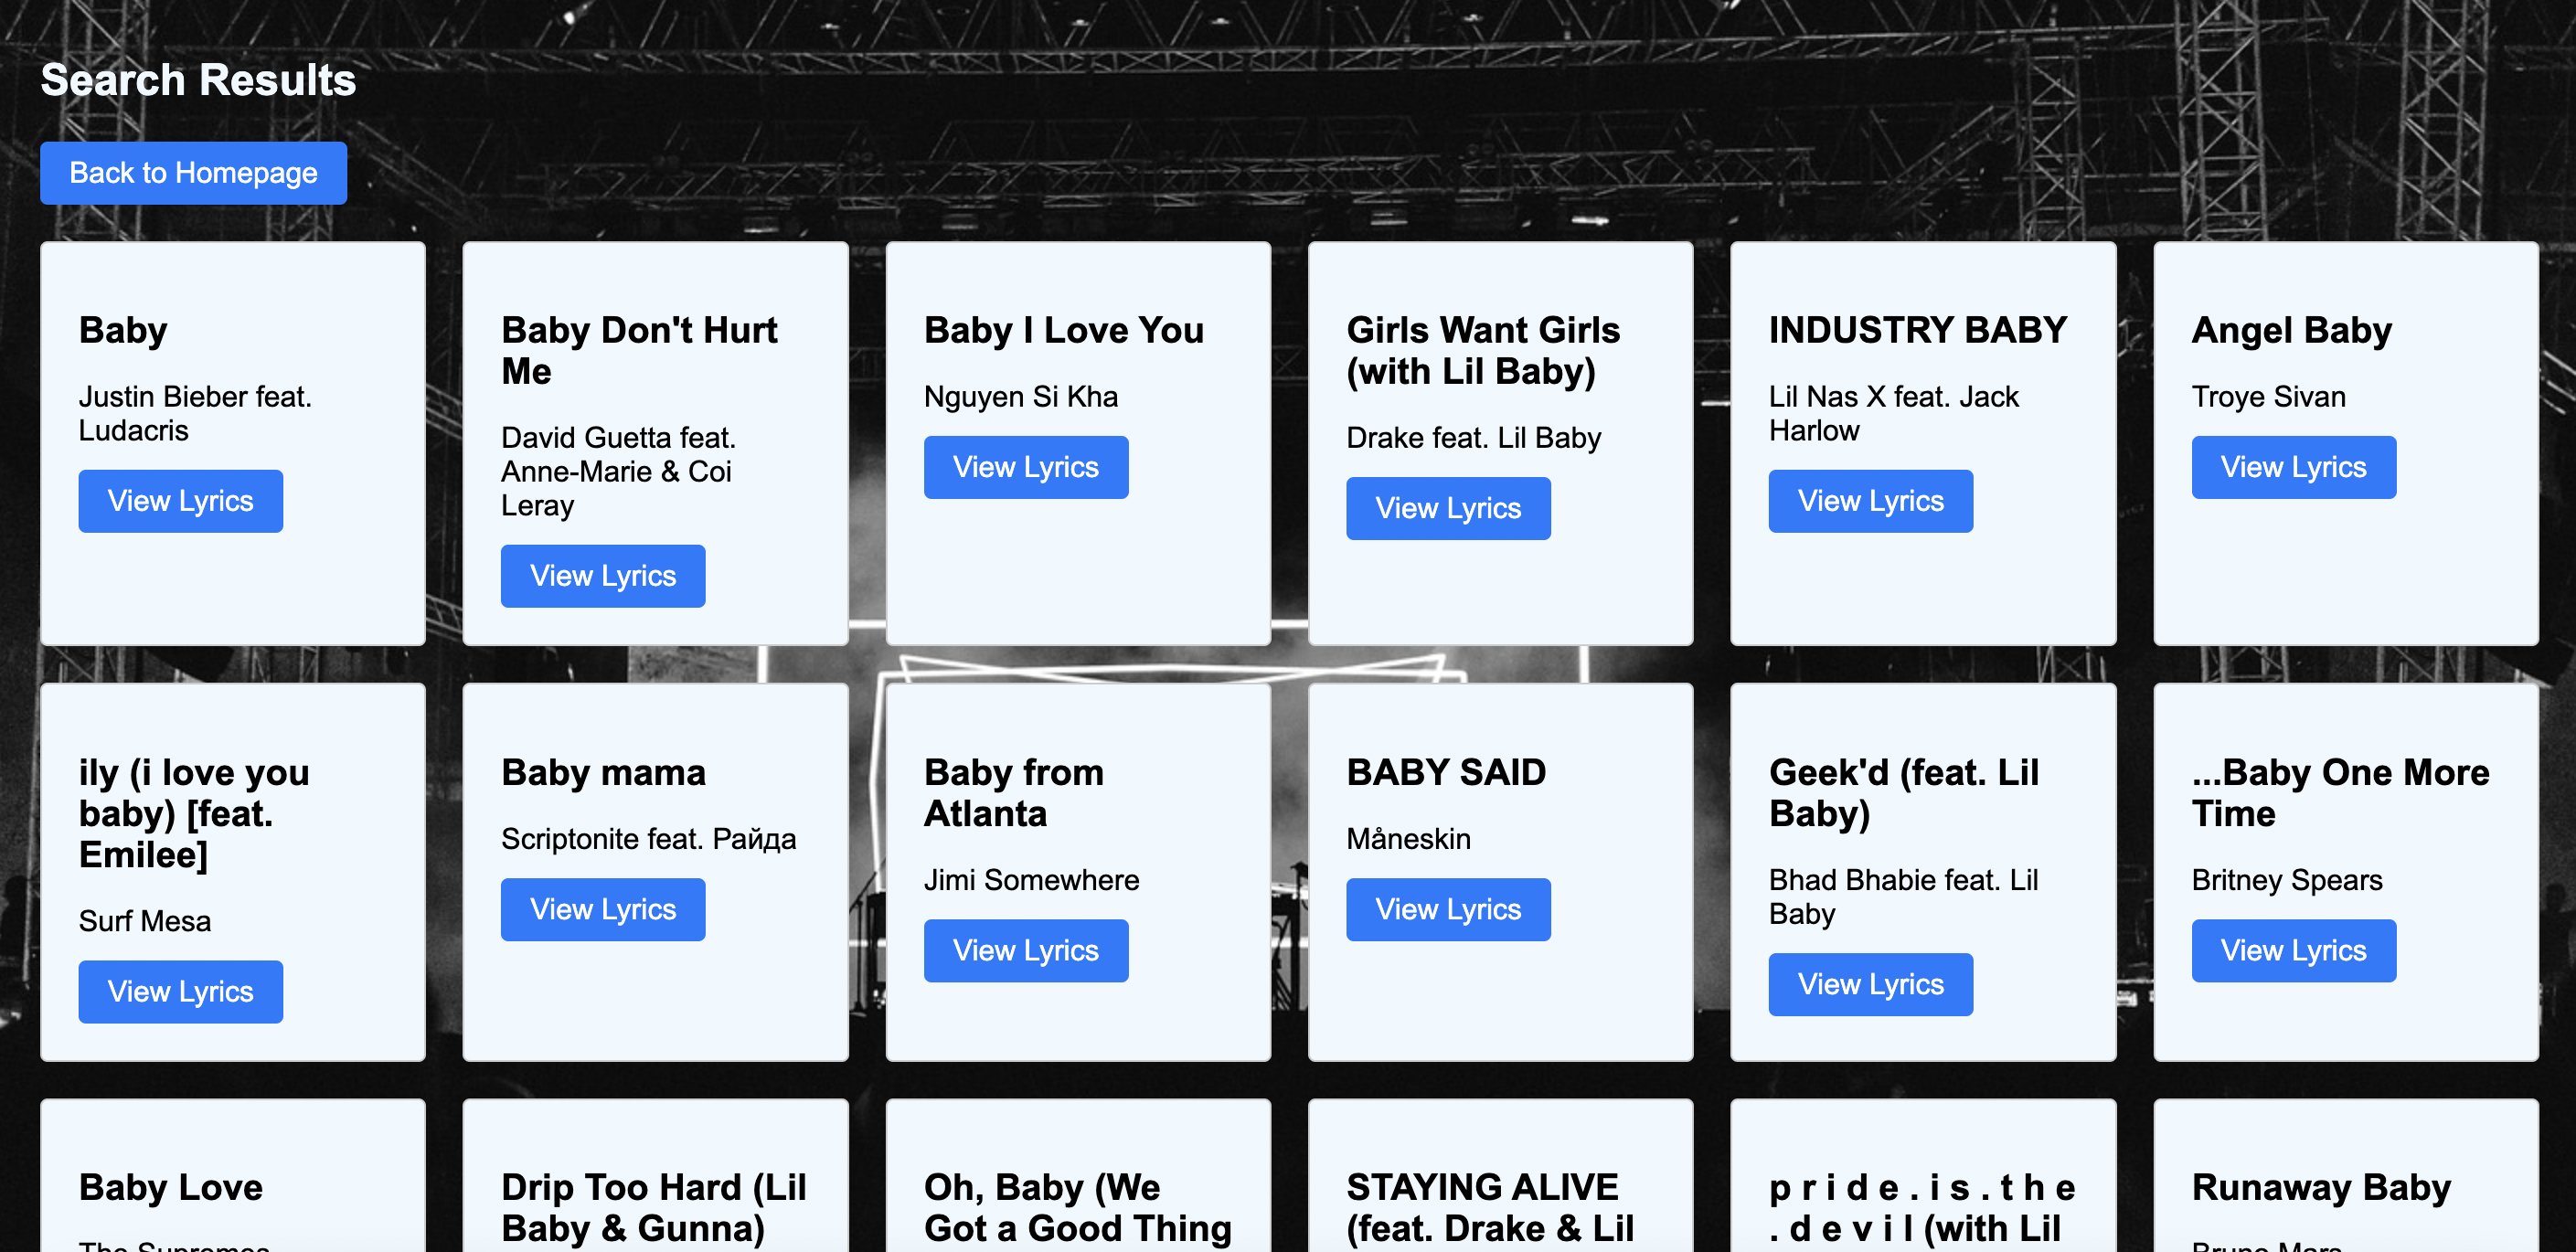 Search Results
Back to Homepage
Baby
Justin Bieber feat.
Ludacris
View Lyrics
Baby Don't Hurt
Me
David Guetta feat.
Anne-Marie & Coi
Leray
View Lyrics
Baby I Love You
Nguyen Si Kha
View Lyrics
Girls Want Girls
(with Lil Baby)
Drake feat. Lil Baby
View Lyrics
INDUSTRY BABY
Lil Nas X feat. Jack
Harlow
View Lyrics
Angel Baby
Troye Sivan
View Lyrics
ily (i love you
baby) [feat.
Emilee]
Surf Mesa
View Lyrics
Baby mama
Scriptonite feat. Райда
View Lyrics
Baby from
Atlanta
Jimi Somewhere
View Lyrics
BABY SAID
Måneskin
View Lyrics
Geek'd (feat. Lil
Baby)
Bhad Bhabie feat. Lil
Baby
View Lyrics
...Baby One More
Time
Britney Spears
View Lyrics
Baby Love
The Supremes
Drip Too Hard (Lil
Baby & Gunna)
Oh, Baby (We
Got a Good Thing
STAYING ALIVE
(feat. Drake & Lil
p r i d e . i s . t h e
. d e v i l (with Lil
Runaway Baby
Bruno Mars